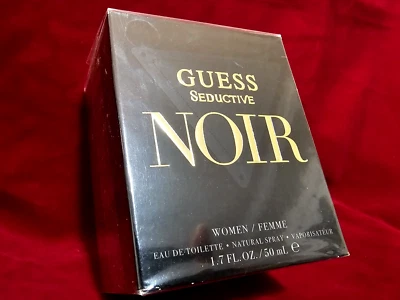 GUESS
SEDUCTIVE
NOIR
WOMEN / FEMME
EAU DE TOILETTE • NATURAL SPRAY • VAPORISATEUR
1.7 FL. OZ. / 50 mL ℮